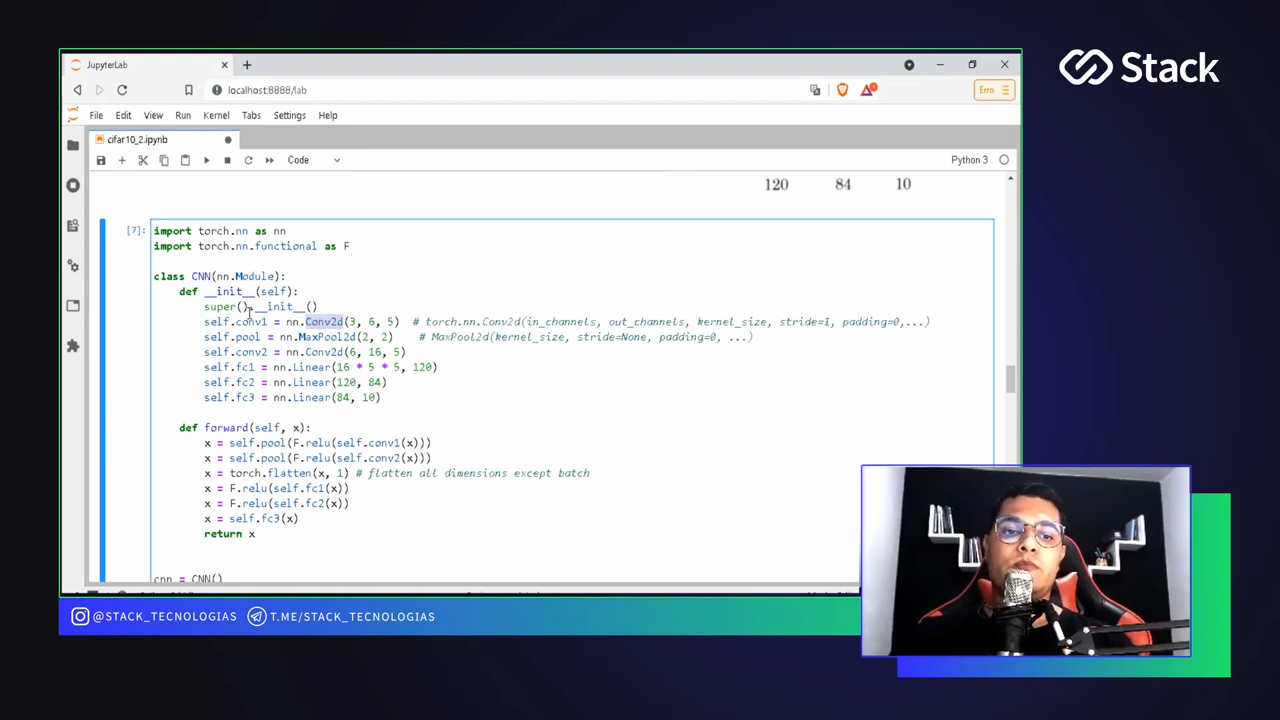 Stack
JupyterLab
localhost:8888/lab
Erro
File Edit View Run Kernel Tabs Settings Help
cifar10_2.ipynb
Code
Python 3
120 84 10
[7]:
import torch.nn as nn
import torch.nn.functional as F
class CNN(nn.Module):
def __init__(self):
super().__init__()
self.conv1 = nn.Conv2d(3, 6, 5) # torch.nn.Conv2d(in_channels, out_channels, kernel_size, stride=1, padding=0,...)
self.pool = nn.MaxPool2d(2, 2) # MaxPool2d(kernel_size, stride=None, padding=0, ...)
self.conv2 = nn.Conv2d(6, 16, 5)
self.fc1 = nn.Linear(16 * 5 * 5, 120)
self.fc2 = nn.Linear(120, 84)
self.fc3 = nn.Linear(84, 10)
def forward(self, x):
x = self.pool(F.relu(self.conv1(x)))
x = self.pool(F.relu(self.conv2(x)))
x = torch.flatten(x, 1) # flatten all dimensions except batch
x = F.relu(self.fc1(x))
x = F.relu(self.fc2(x))
x = self.fc3(x)
return x
cnn = CNN()
@STACK_TECNOLOGIAS T.ME/STACK_TECNOLOGIAS